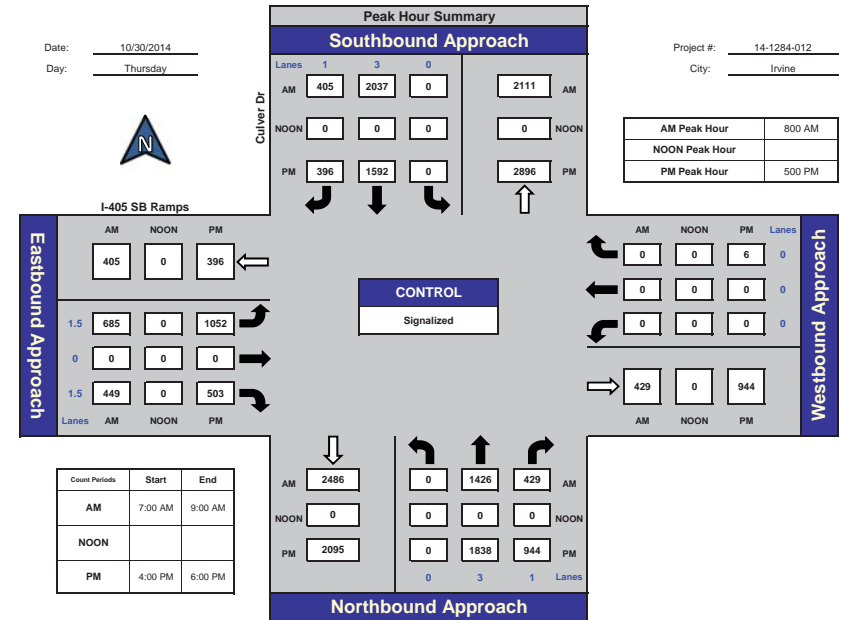 Peak Hour Summary
Southbound Approach
Date: 10/30/2014
Day: Thursday
Project #: 14-1284-012
City: Irvine
Lanes 1 3 0
AM 405 2037 0 2111 AM
NOON 0 0 0 0 NOON
PM 396 1592 0 2896 PM
Culver Dr
N
AM Peak Hour 800 AM
NOON Peak Hour
PM Peak Hour 500 PM
I-405 SB Ramps
Eastbound Approach
AM NOON PM
405 0 396
1.5 685 0 1052
0 0 0 0
1.5 449 0 503
Lanes AM NOON PM
CONTROL
Signalized
AM NOON PM Lanes
0 0 6 0
0 0 0 0
0 0 0 0
429 0 944
AM NOON PM
Westbound Approach
Count Periods Start End
AM 7:00 AM 9:00 AM
NOON
PM 4:00 PM 6:00 PM
AM 2486 0 1426 429 AM
NOON 0 0 0 0 NOON
PM 2095 0 1838 944 PM
0 3 1 Lanes
Northbound Approach